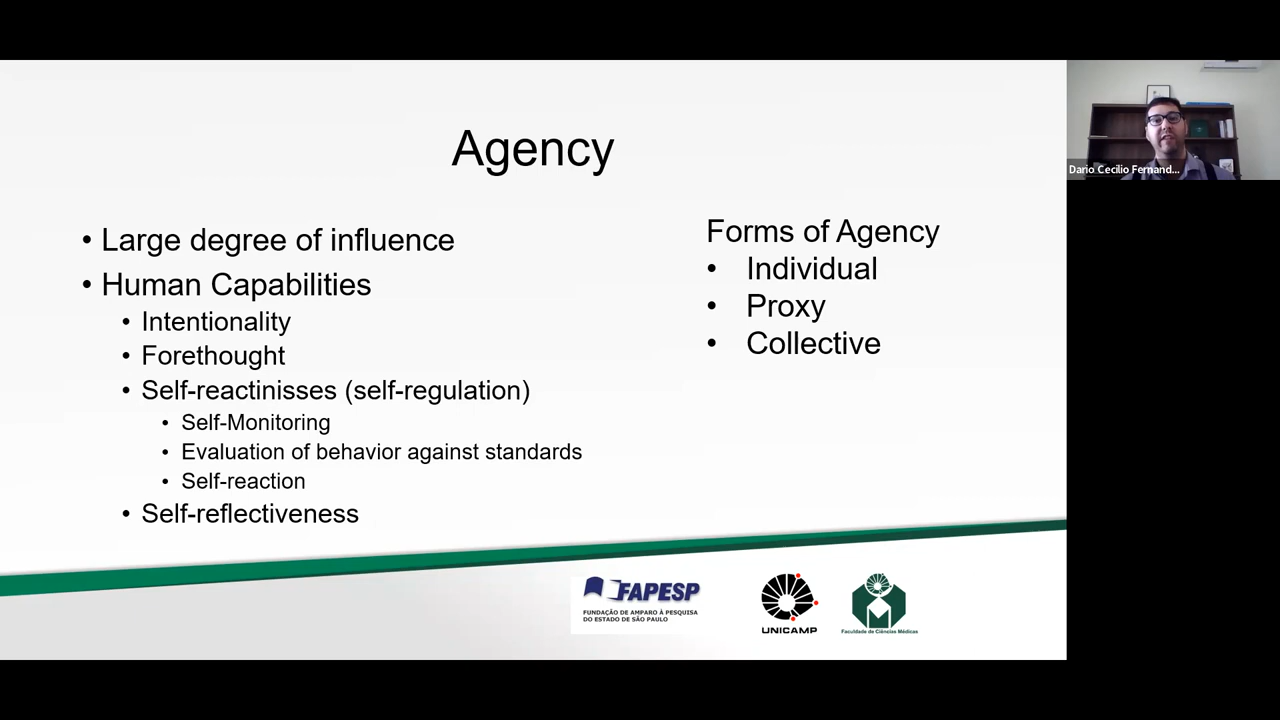 Agency
• Large degree of influence
• Human Capabilities
• Intentionality
• Forethought
• Self-reactinisses (self-regulation)
• Self-Monitoring
• Evaluation of behavior against standards
• Self-reaction
• Self-reflectiveness
Forms of Agency
• Individual
• Proxy
• Collective
FAPESP
FUNDAÇÃO DE AMPARO À PESQUISA
DO ESTADO DE SÃO PAULO
UNICAMP
Faculdade de Ciências Médicas
Dario Cecilio Fernand...